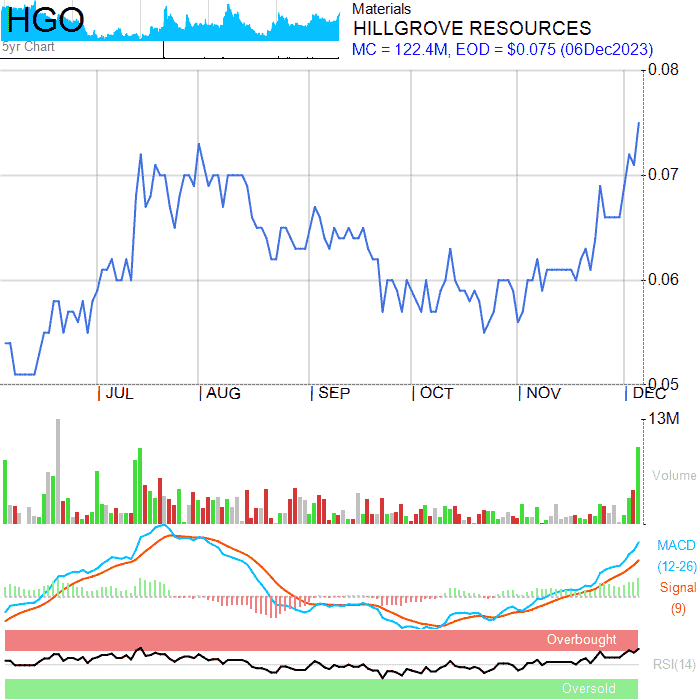 HGO
5yr Chart
Materials
HILLGROVE RESOURCES
MC = 122.4M, EOD = $0.075 (06Dec2023)
0.08
0.07
0.06
0.05
JUL
AUG
SEP
OCT
NOV
DEC
13M
Volume
MACD
(12-26)
Signal
(9)
Overbought
RSI(14)
Oversold